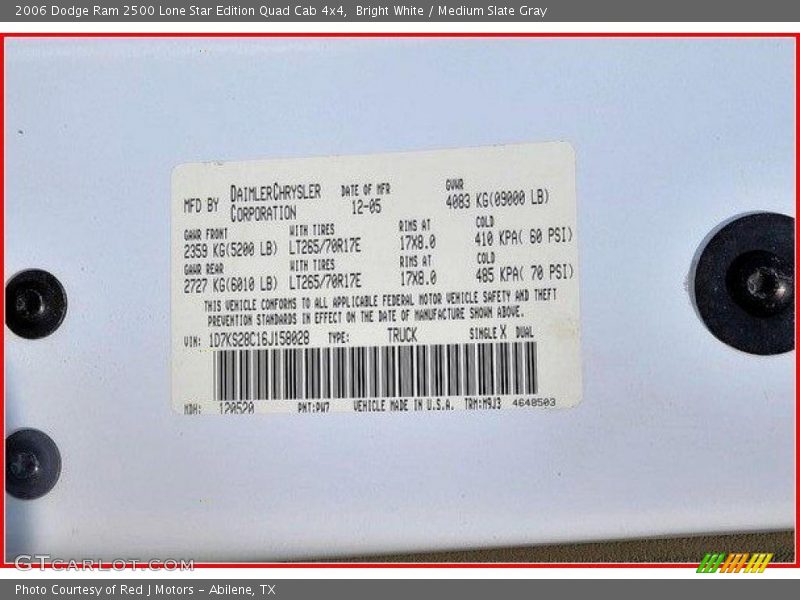 2006 Dodge Ram 2500 Lone Star Edition Quad Cab 4x4,  Bright White / Medium Slate Gray
MFD BY DAIMLERCHRYSLER CORPORATION DATE OF MFR 12-05 GVWR 4083 KG(09000 LB)
GAWR FRONT WITH TIRES RIMS AT COLD
2359 KG(5200 LB) LT265/70R17E 17X8.0 410 KPA( 60 PSI)
GAWR REAR WITH TIRES RIMS AT COLD
2727 KG(6010 LB) LT265/70R17E 17X8.0 485 KPA( 70 PSI)
THIS VEHICLE CONFORMS TO ALL APPLICABLE FEDERAL MOTOR VEHICLE SAFETY AND THEFT
PREVENTION STANDARDS IN EFFECT ON THE DATE OF MANUFACTURE SHOWN ABOVE.
VIN: 1D7KS28C16J158028 TYPE: TRUCK SINGLE X DUAL
MDH: 120520 PNT:PW7 VEHICLE MADE IN U.S.A. TRM:M9J3 4648503
GTCARLOT.COM
Photo Courtesy of Red J Motors - Abilene, TX